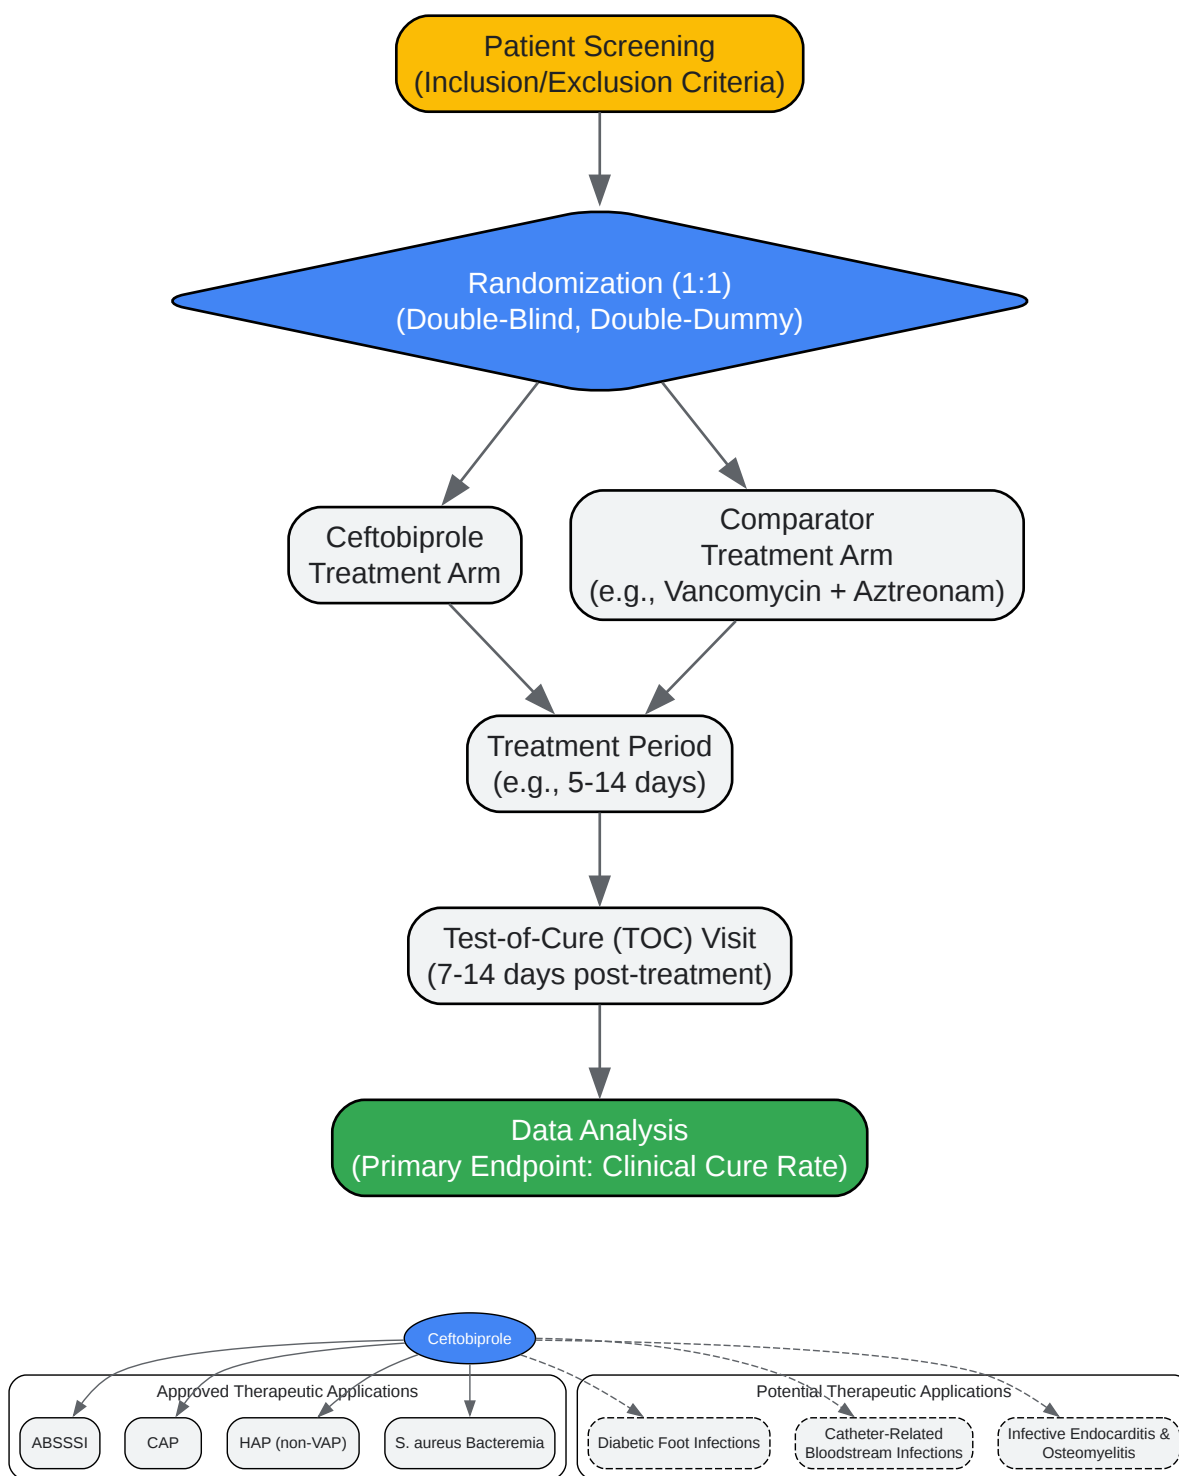 Patient Screening
(Inclusion/Exclusion Criteria)
Randomization (1:1)
(Double-Blind, Double-Dummy)
Ceftobiprole
Treatment Arm
Comparator
Treatment Arm
(e.g., Vancomycin + Aztreonam)
Treatment Period
(e.g., 5-14 days)
Test-of-Cure (TOC) Visit
(7-14 days post-treatment)
Data Analysis
(Primary Endpoint: Clinical Cure Rate)
Ceftobiprole
Approved Therapeutic Applications
ABSSSI
CAP
HAP (non-VAP)
S. aureus Bacteremia
Potential Therapeutic Applications
Diabetic Foot Infections
Catheter-Related
Bloodstream Infections
Infective Endocarditis &
Osteomyelitis